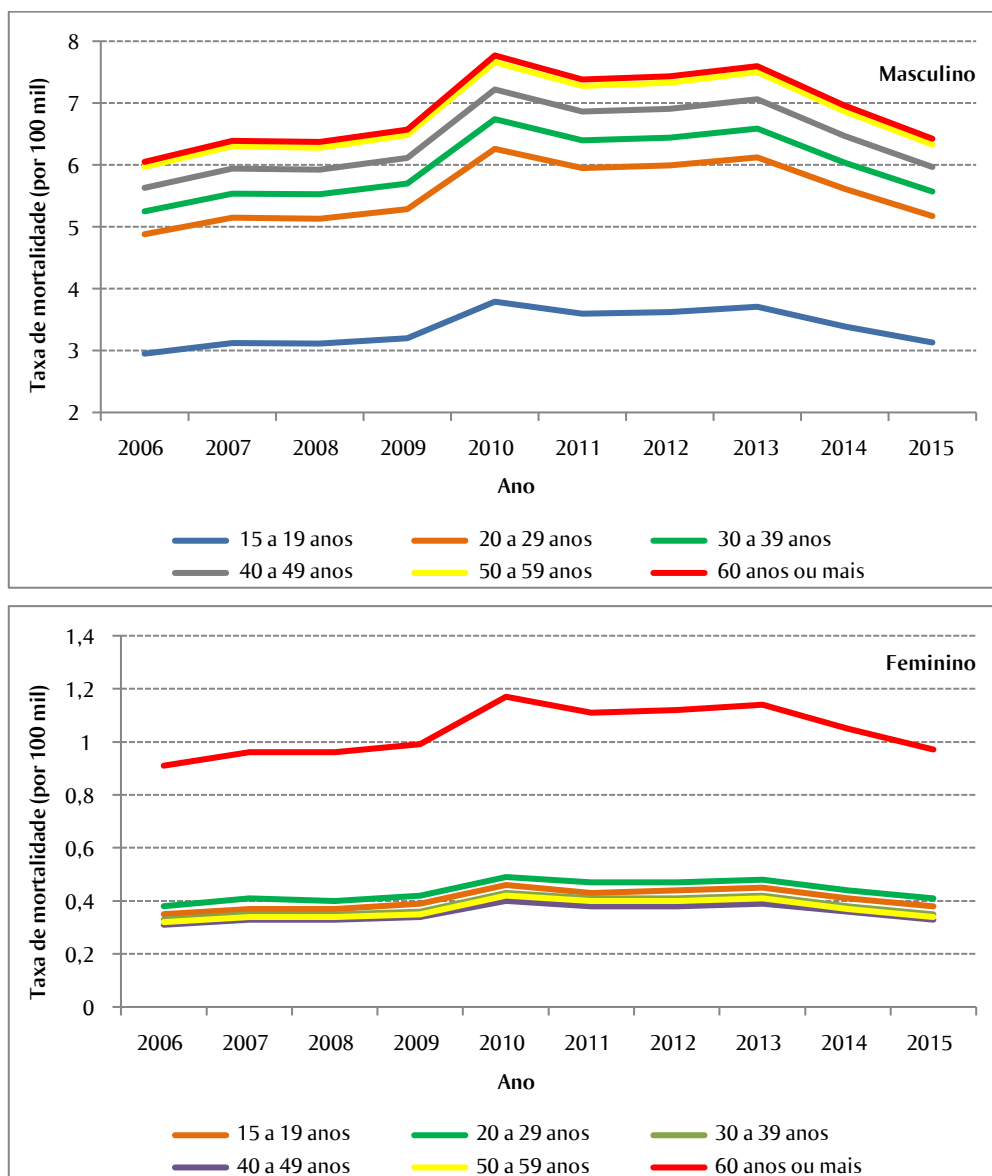 8
Masculino
7
6
5
4
3
2
Taxa de mortalidade (por 100 mil)
2006 2007 2008 2009 2010 2011 2012 2013 2014 2015
Ano
15 a 19 anos 20 a 29 anos 30 a 39 anos
40 a 49 anos 50 a 59 anos 60 anos ou mais
1,4
Feminino
1,2
1
0,8
0,6
0,4
0,2
0
Taxa de mortalidade (por 100 mil)
2006 2007 2008 2009 2010 2011 2012 2013 2014 2015
Ano
15 a 19 anos 20 a 29 anos 30 a 39 anos
40 a 49 anos 50 a 59 anos 60 anos ou mais